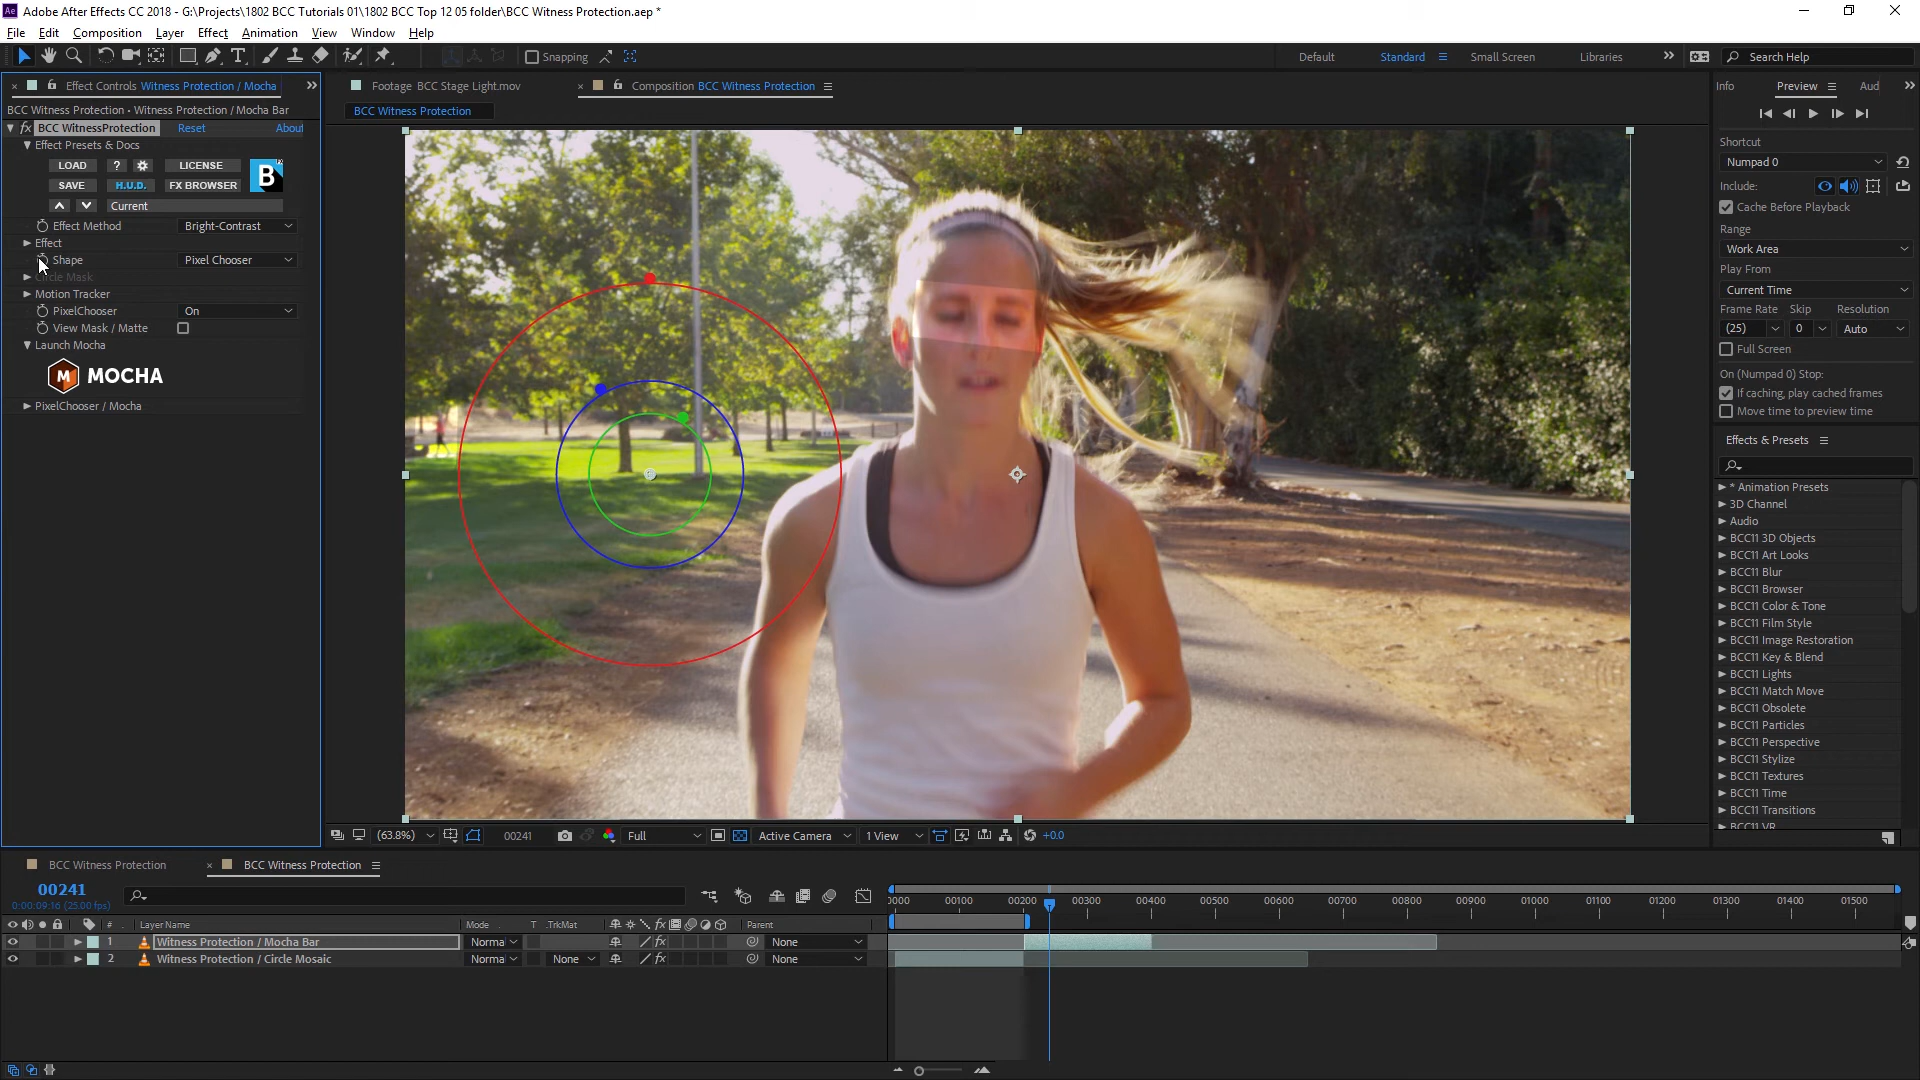 Ae Adobe After Effects CC 2018 - G:\Projects\1802 BCC Tutorials 01\1802 BCC Top 12 05 folder\BCC Witness Protection.aep *
File Edit Composition Layer Effect Animation View Window Help
Snapping Default Standard Small Screen Libraries Search Help
Effect Controls Witness Protection / Mocha
BCC Witness Protection • Witness Protection / Mocha Bar
fx BCC WitnessProtection Reset About
Effect Presets & Docs
LOAD ? LICENSE
B
SAVE H.U.D. FX BROWSER
Current
Effect Method Bright-Contrast
Effect
Shape Pixel Chooser
Circle Mask
Motion Tracker
PixelChooser On
View Mask / Matte
Launch Mocha
M MOCHA
PixelChooser / Mocha
Footage BCC Stage Light.mov
Composition BCC Witness Protection
BCC Witness Protection
(63.8%) 00241 Full Active Camera 1 View +0.0
Info Preview Aud
Shortcut
Numpad 0
Include:
Cache Before Playback
Range
Work Area
Play From
Current Time
Frame Rate Skip Resolution
(25) 0 Auto
Full Screen
On (Numpad 0) Stop:
If caching, play cached frames
Move time to preview time
Effects & Presets
* Animation Presets
3D Channel
Audio
BCC11 3D Objects
BCC11 Art Looks
BCC11 Blur
BCC11 Browser
BCC11 Color & Tone
BCC11 Film Style
BCC11 Image Restoration
BCC11 Key & Blend
BCC11 Lights
BCC11 Match Move
BCC11 Obsolete
BCC11 Particles
BCC11 Perspective
BCC11 Stylize
BCC11 Textures
BCC11 Time
BCC11 Transitions
BCC11 VR
BCC Witness Protection
BCC Witness Protection
00241
0:00:09:16 (25.00 fps)
0000 00100 00200 00300 00400 00500 00600 00700 00800 00900 01000 01100 01200 01300 01400 01500
# Layer Name Mode T .TrkMat fx Parent
1 Witness Protection / Mocha Bar Norma fx None
2 Witness Protection / Circle Mosaic Norma None fx None